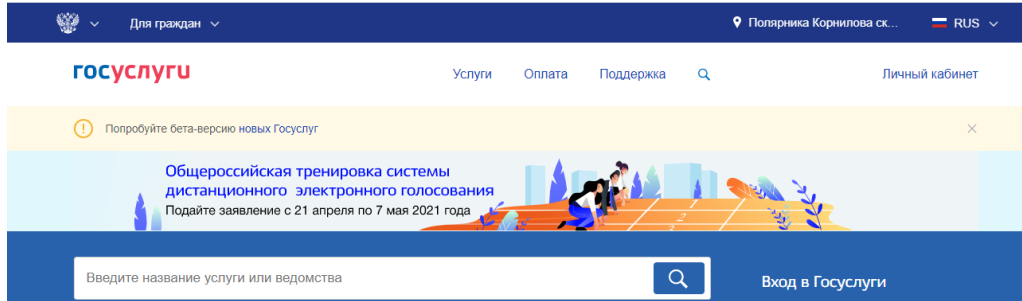 Для граждан Полярника Корнилова ск... RUS
госуслуги Услуги Оплата Поддержка Личный кабинет
Попробуйте бета-версию новых Госуслуг
Общероссийская тренировка системы
дистанционного электронного голосования
Подайте заявление с 21 апреля по 7 мая 2021 года
2
Введите название услуги или ведомства
Вход в Госуслуги